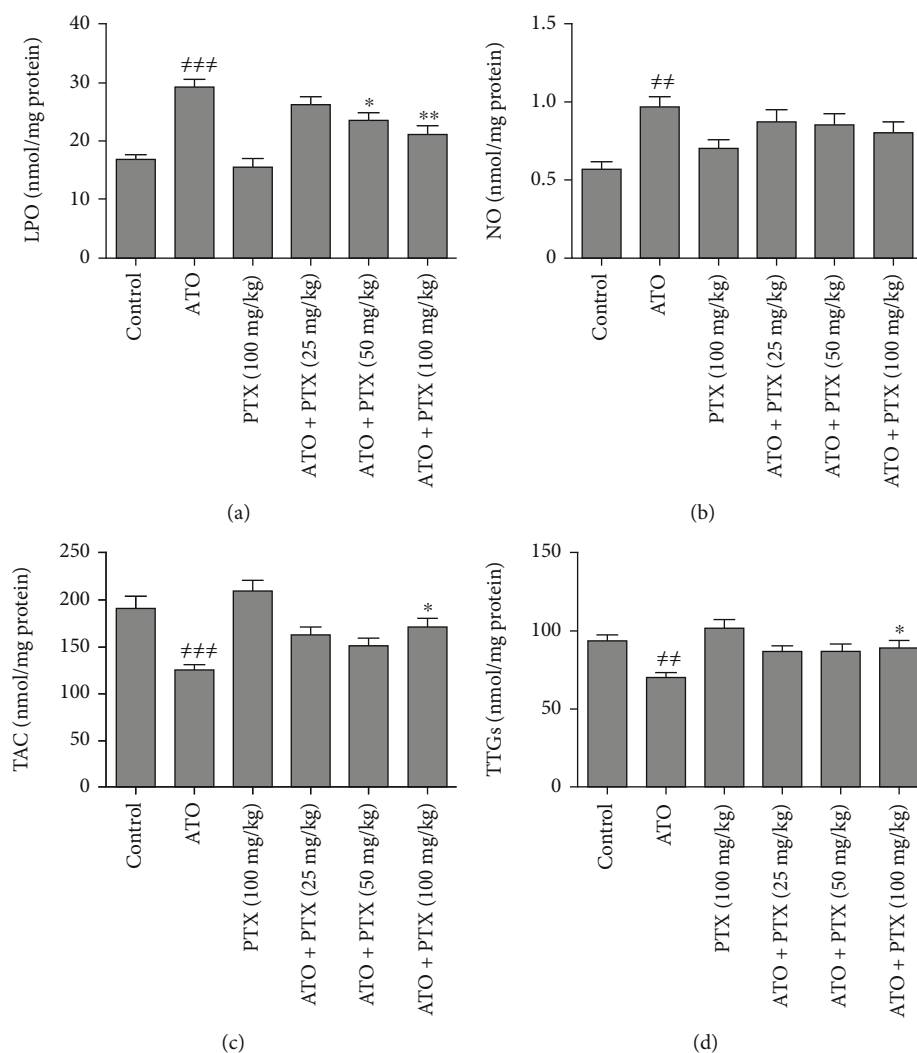 LPO (nmol/mg protein)
40
30
20
10
0
≠≠≠
*
**
Control
ATO
PTX (100 mg/kg)
ATO + PTX (25 mg/kg)
ATO + PTX (50 mg/kg)
ATO + PTX (100 mg/kg)
(a)
NO (nmol/mg protein)
1.5
1.0
0.5
0
≠≠
Control
ATO
PTX (100 mg/kg)
ATO + PTX (25 mg/kg)
ATO + PTX (50 mg/kg)
ATO + PTX (100 mg/kg)
(b)
TAC (nmol/mg protein)
250
200
150
100
50
0
≠≠≠
*
Control
ATO
PTX (100 mg/kg)
ATO + PTX (25 mg/kg)
ATO + PTX (50 mg/kg)
ATO + PTX (100 mg/kg)
(c)
TTGs (nmol/mg protein)
150
100
50
0
≠≠
*
Control
ATO
PTX (100 mg/kg)
ATO + PTX (25 mg/kg)
ATO + PTX (50 mg/kg)
ATO + PTX (100 mg/kg)
(d)